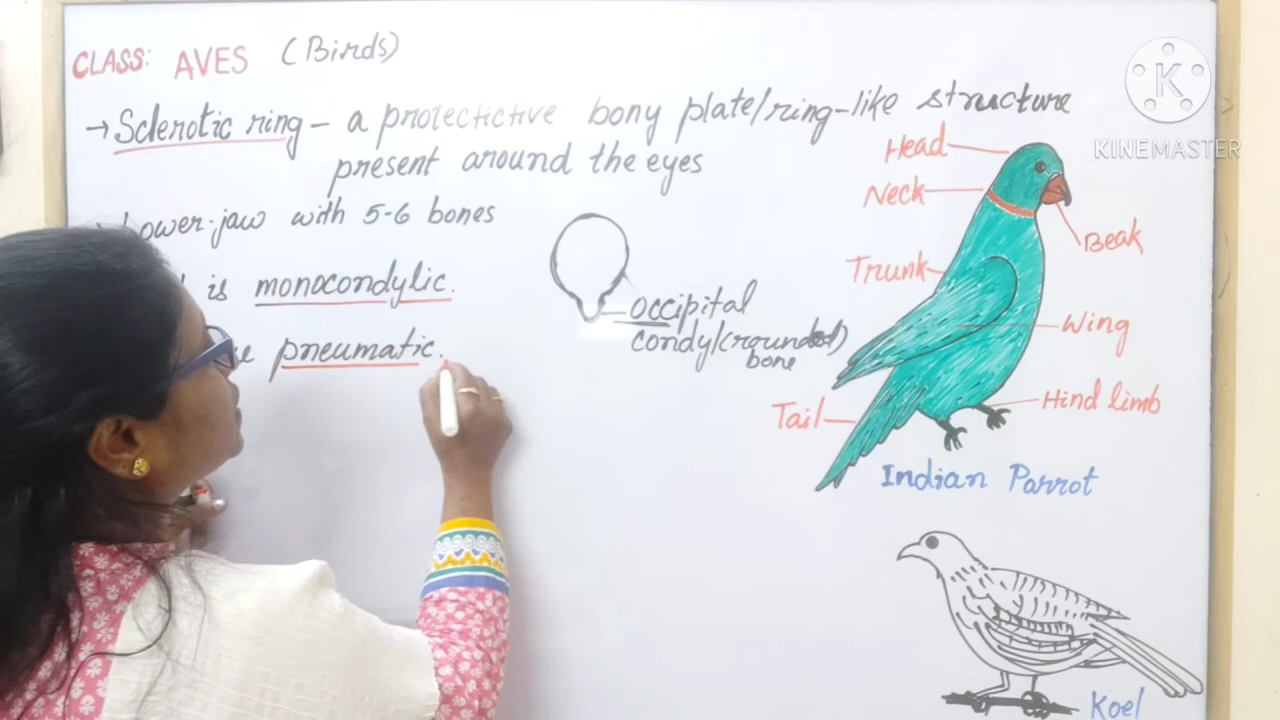 CLASS: AVES (Birds)
→ Sclerotic ring – a protectictive bony plate/ring-like structure
present around the eyes
Lower-jaw with 5-6 bones
is monocondylic.
pneumatic.
occipital
condyl(rounded)
bone
Head
Neck
Trunk
Tail
Beak
Wing
Hind limb
Indian Parrot
Koel
K
KINEMASTER